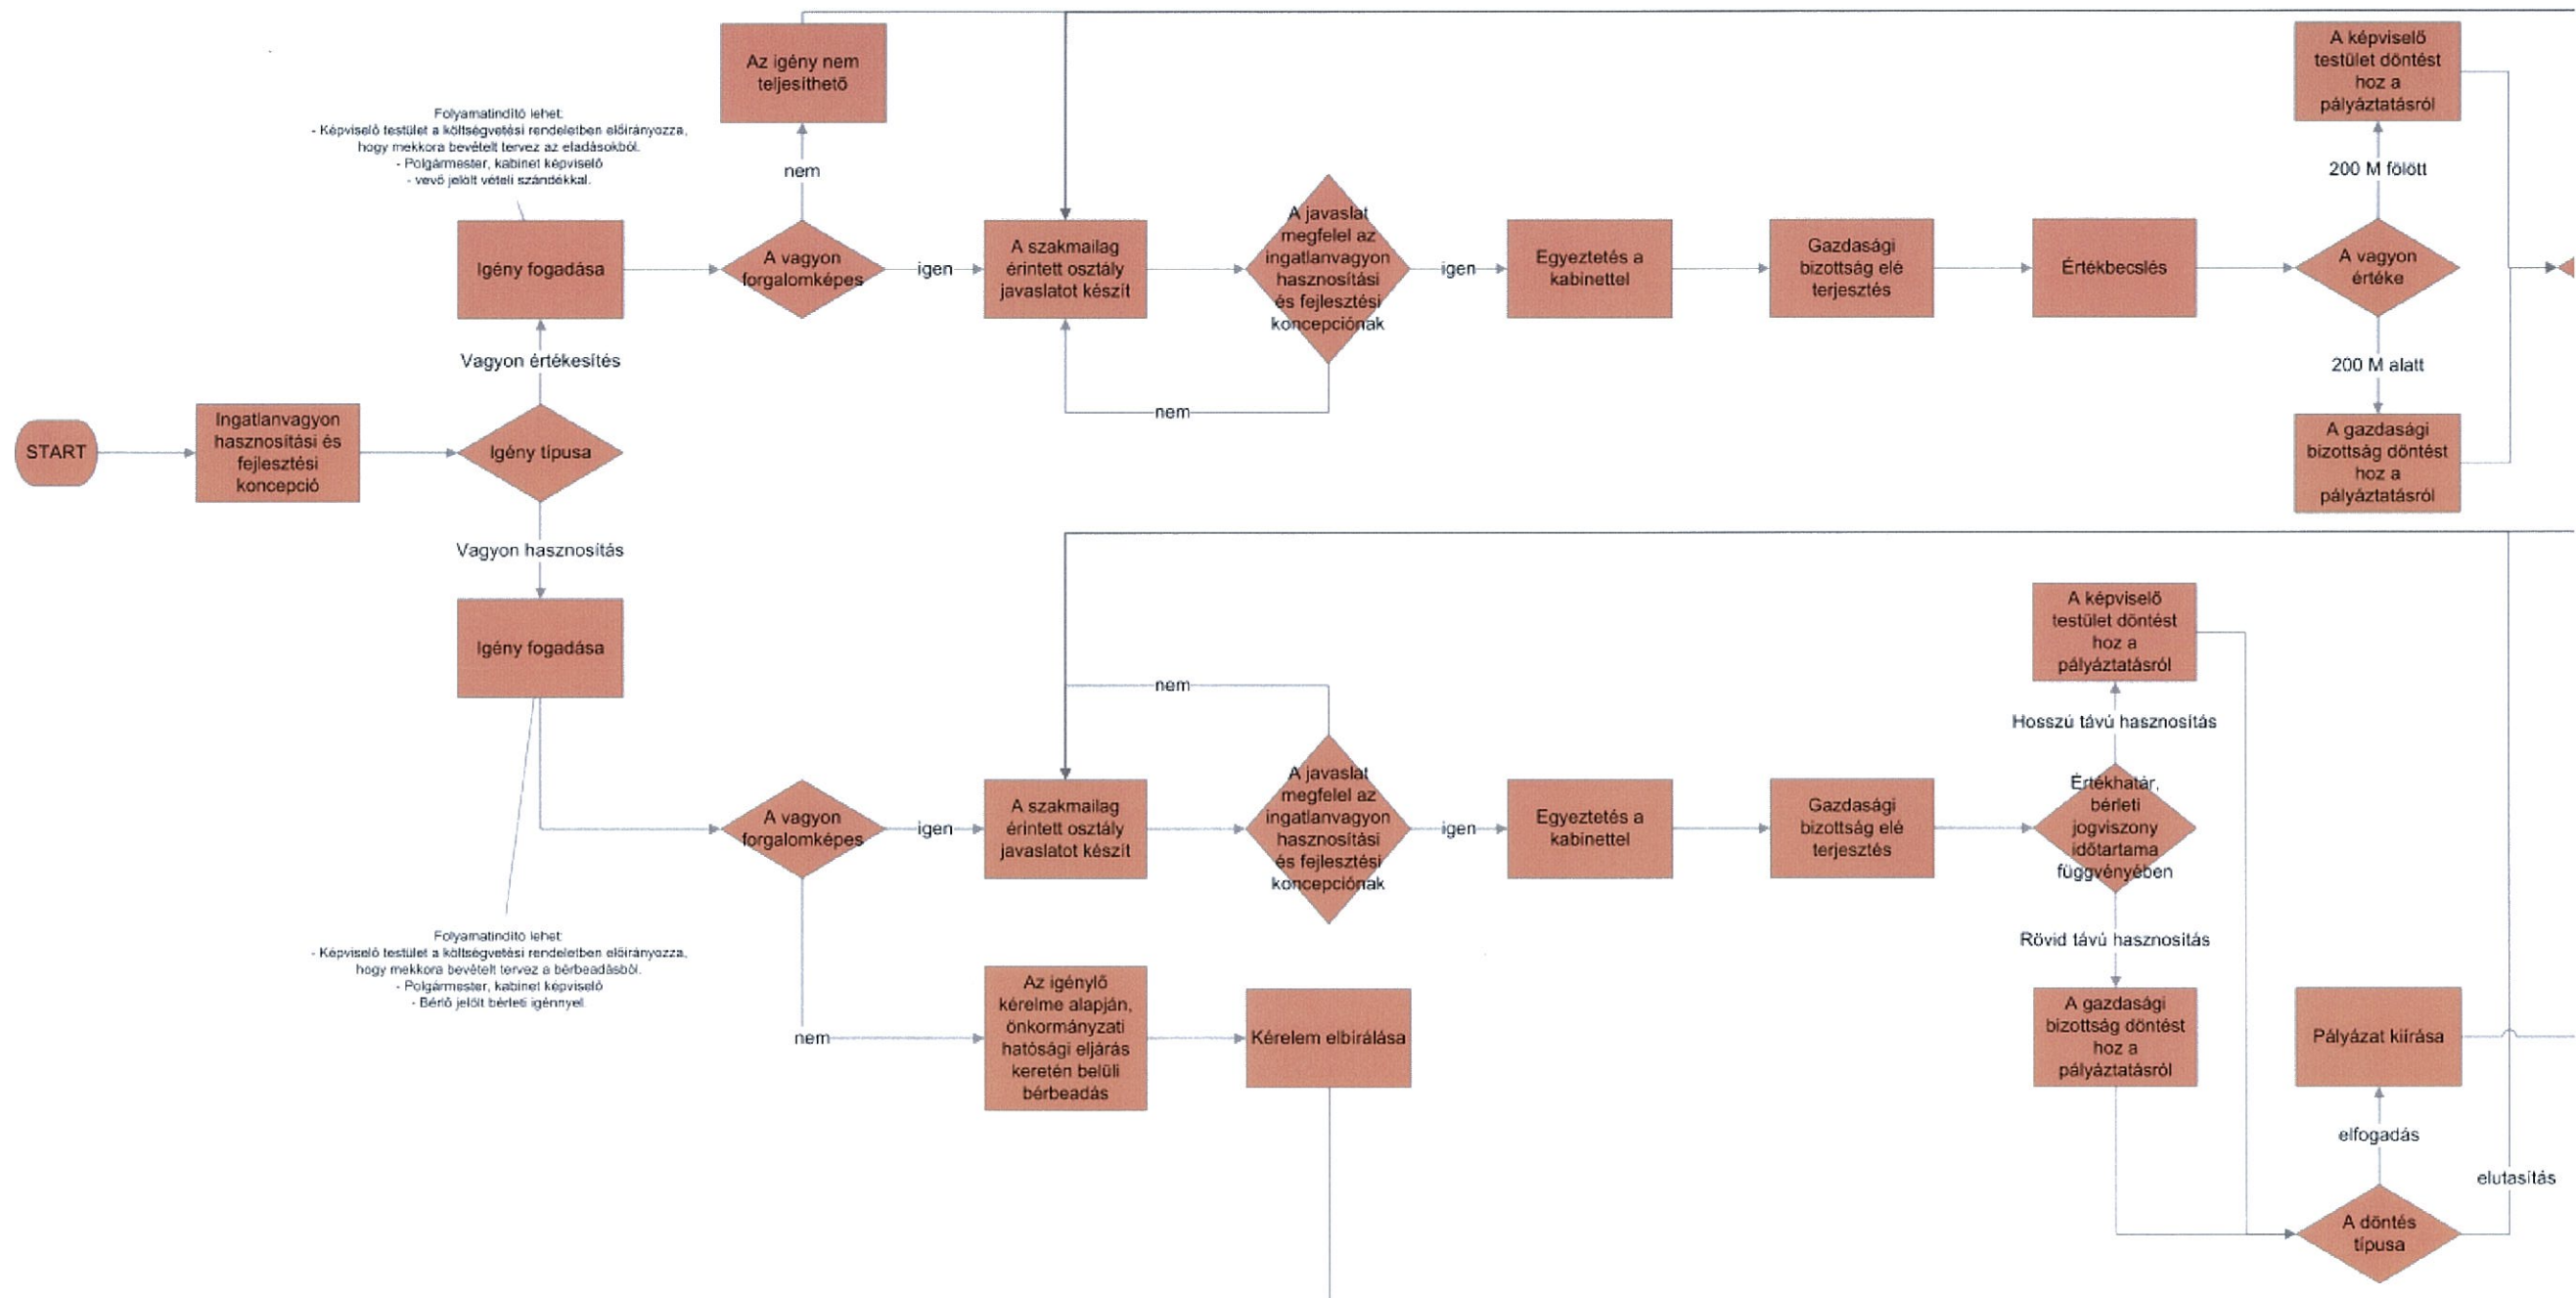 Az igény nem
teljesíthető
A képviselő
testület döntést
hoz a
pályáztatásról
Folyamatindító lehet:
- Képviselő testület a költségvetési rendeletben előirányozza,
hogy mekkora bevételt tervez az eladásokból.
- Polgármester, kabinet képviselő
- vevő jelölt vételi szándékkal.
nem
200 M fölött
Igény fogadása
A vagyon
forgalomképes
igen
A szakmailag
érintett osztály
javaslatot készít
A javaslat
megfelel az
ingatlanvagyon
hasznosítási
és fejlesztési
koncepciónak
igen
Egyeztetés a
kabinettel
Gazdasági
bizottság elé
terjesztés
Értékbecslés
A vagyon
értéke
Vagyon értékesítés
nem
200 M alatt
START
Ingatlanvagyon
hasznosítási és
fejlesztési
koncepció
Igény típusa
A gazdasági
bizottság döntést
hoz a
pályáztatásról
Vagyon hasznosítás
Igény fogadása
A képviselő
testület döntést
hoz a
pályáztatásról
nem
Hosszú távú hasznosítás
A vagyon
forgalomképes
igen
A szakmailag
érintett osztály
javaslatot készít
A javaslat
megfelel az
ingatlanvagyon
hasznosítási
és fejlesztési
koncepciónak
igen
Egyeztetés a
kabinettel
Gazdasági
bizottság elé
terjesztés
Értékhatár,
bérleti
jogviszony
időtartama
függvényében
Rövid távú hasznosítás
Folyamatindító lehet:
- Képviselő testület a költségvetési rendeletben előirányozza,
hogy mekkora bevételt tervez a bérbeadásból.
- Polgármester, kabinet képviselő
- Bérlő jelölt bérleti igénnyel.
nem
Az igénylő
kérelme alapján,
önkormányzati
hatósági eljárás
keretén belüli
bérbeadás
Kérelem elbírálása
A gazdasági
bizottság döntést
hoz a
pályáztatásról
Pályázat kiírása
elfogadás
elutasítás
A döntés
típusa